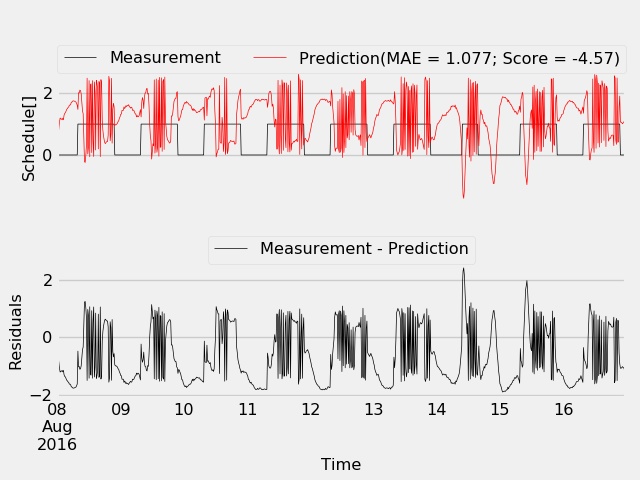 Measurement
Prediction(MAE = 1.077; Score = -4.57)
Schedule[]
2
0
Measurement - Prediction
Residuals
2
0
−2
08 09 10 11 12 13 14 15 16
Aug
2016
Time